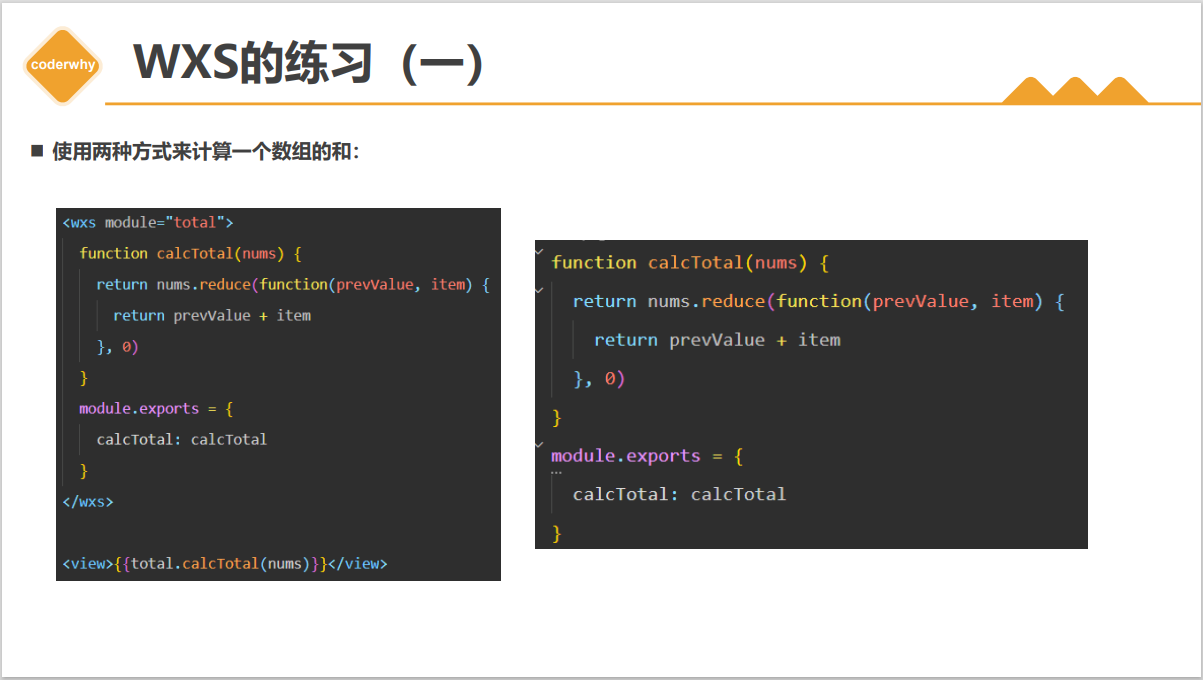 coderwhy
WXS的练习（一）
■ 使用两种方式来计算一个数组的和：
<wxs module="total">
function calcTotal(nums) {
return nums.reduce(function(prevValue, item) {
return prevValue + item
}, 0)
}
module.exports = {
calcTotal: calcTotal
}
</wxs>
<view>{{total.calcTotal(nums)}}</view>
function calcTotal(nums) {
return nums.reduce(function(prevValue, item) {
return prevValue + item
}, 0)
}
module.exports = {
calcTotal: calcTotal
}